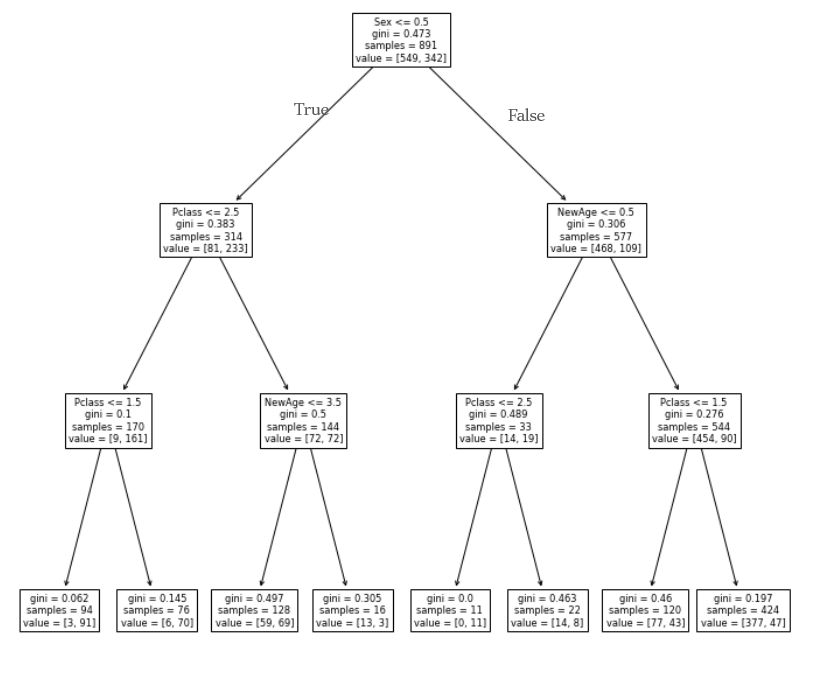 Sex <= 0.5
gini = 0.473
samples = 891
value = [549, 342]
True
False
Pclass <= 2.5
gini = 0.383
samples = 314
value = [81, 233]
NewAge <= 0.5
gini = 0.306
samples = 577
value = [468, 109]
Pclass <= 1.5
gini = 0.1
samples = 170
value = [9, 161]
NewAge <= 3.5
gini = 0.5
samples = 144
value = [72, 72]
Pclass <= 2.5
gini = 0.489
samples = 33
value = [14, 19]
Pclass <= 1.5
gini = 0.276
samples = 544
value = [454, 90]
gini = 0.062
samples = 94
value = [3, 91]
gini = 0.145
samples = 76
value = [6, 70]
gini = 0.497
samples = 128
value = [59, 69]
gini = 0.305
samples = 16
value = [13, 3]
gini = 0.0
samples = 11
value = [0, 11]
gini = 0.463
samples = 22
value = [14, 8]
gini = 0.46
samples = 120
value = [77, 43]
gini = 0.197
samples = 424
value = [377, 47]